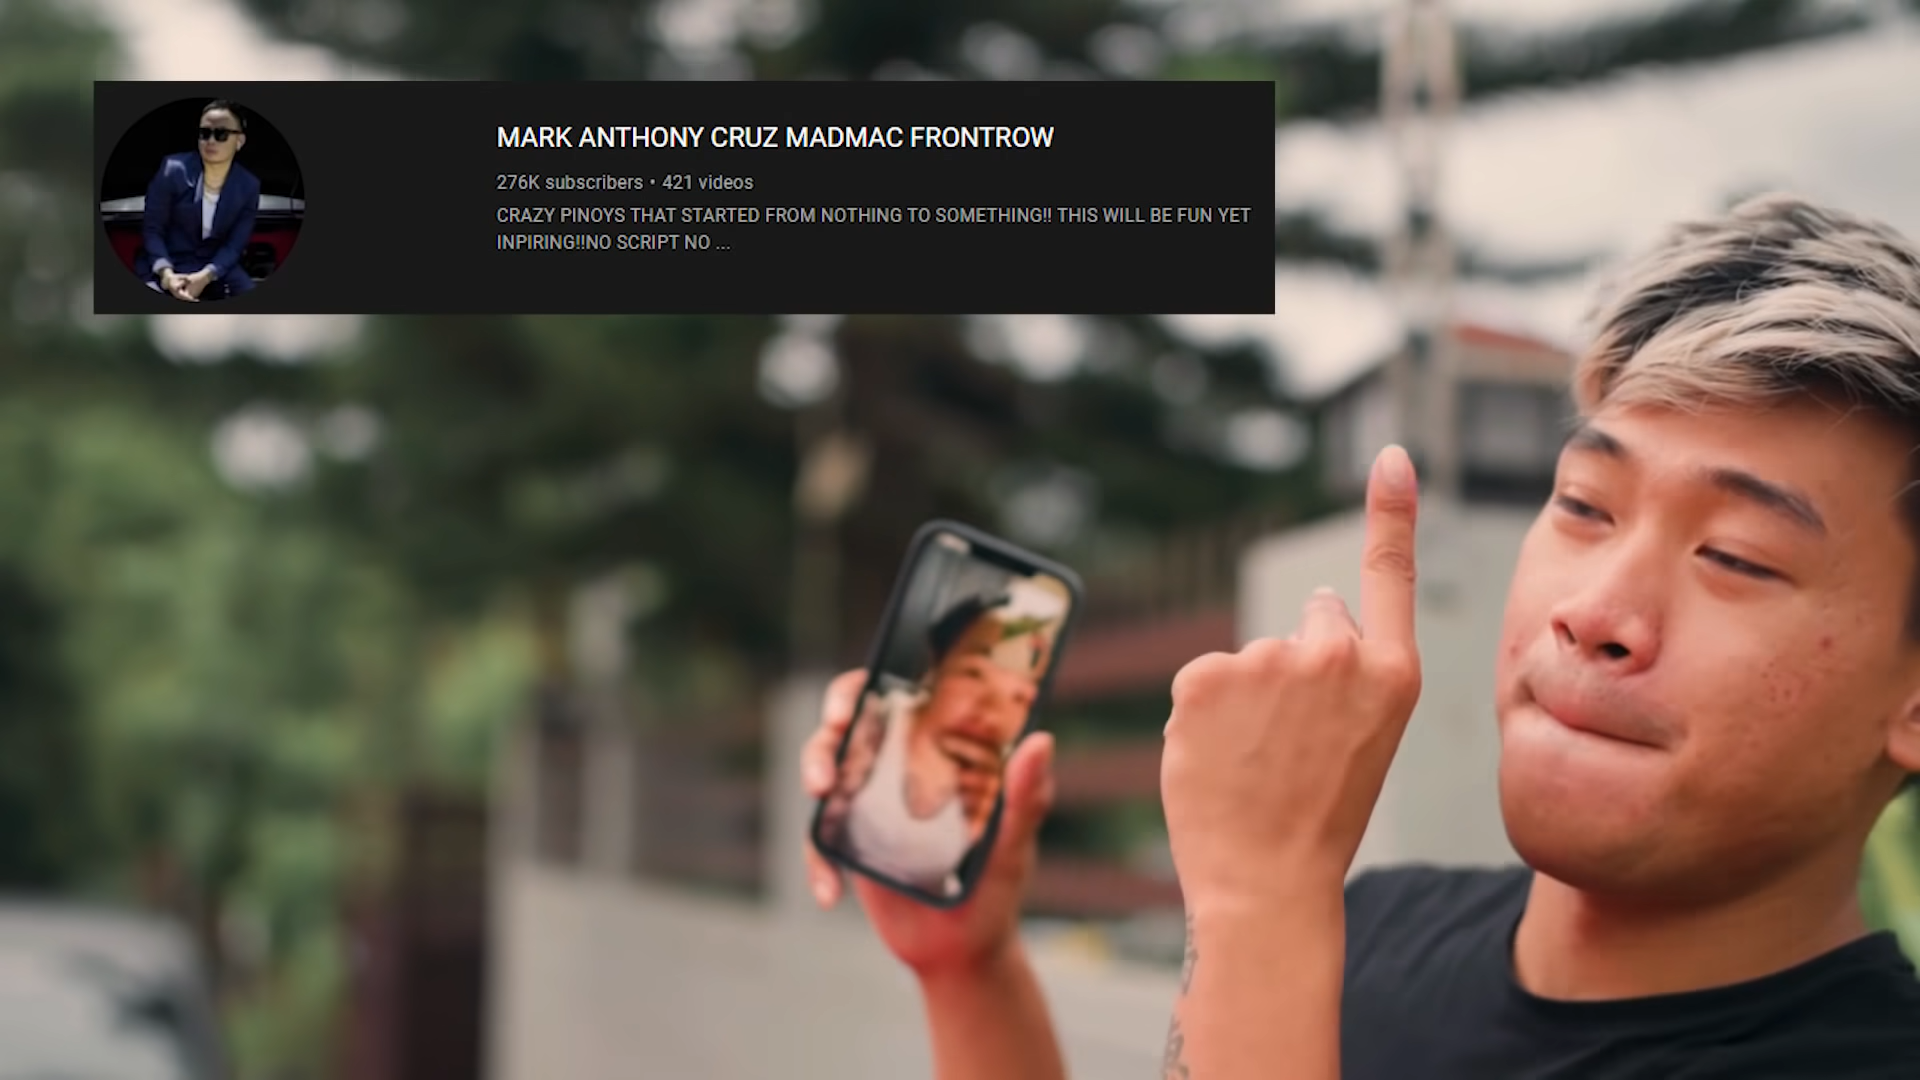 MARK ANTHONY CRUZ MADMAC FRONTROW
276K subscribers • 421 videos
CRAZY PINOYS THAT STARTED FROM NOTHING TO SOMETHING!! THIS WILL BE FUN YET
INPIRING!!NO SCRIPT NO ...